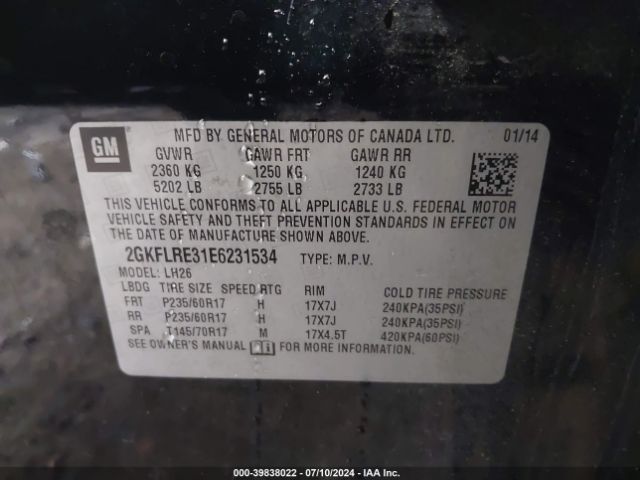 GM
MFD BY GENERAL MOTORS OF CANADA LTD. 01/14
GVWR GAWR FRT GAWR RR
2360 KG 1250 KG 1240 KG
5202 LB 2755 LB 2733 LB
THIS VEHICLE CONFORMS TO ALL APPLICABLE U.S. FEDERAL MOTOR
VEHICLE SAFETY AND THEFT PREVENTION STANDARDS IN EFFECT ON
THE DATE OF MANUFACTURE SHOWN ABOVE.
2GKFLRE31E6231534 TYPE: M.P.V.
MODEL: LH26
LBDG TIRE SIZE SPEED RTG RIM COLD TIRE PRESSURE
FRT P235/60R17 H 17X7J 240KPA(35PSI)
RR P235/60R17 H 17X7J 240KPA(35PSI)
SPA T145/70R17 M 17X4.5T 420KPA(60PSI)
SEE OWNER'S MANUAL i FOR MORE INFORMATION.
000-39838022 / 07/10/2024 - IAA Inc.